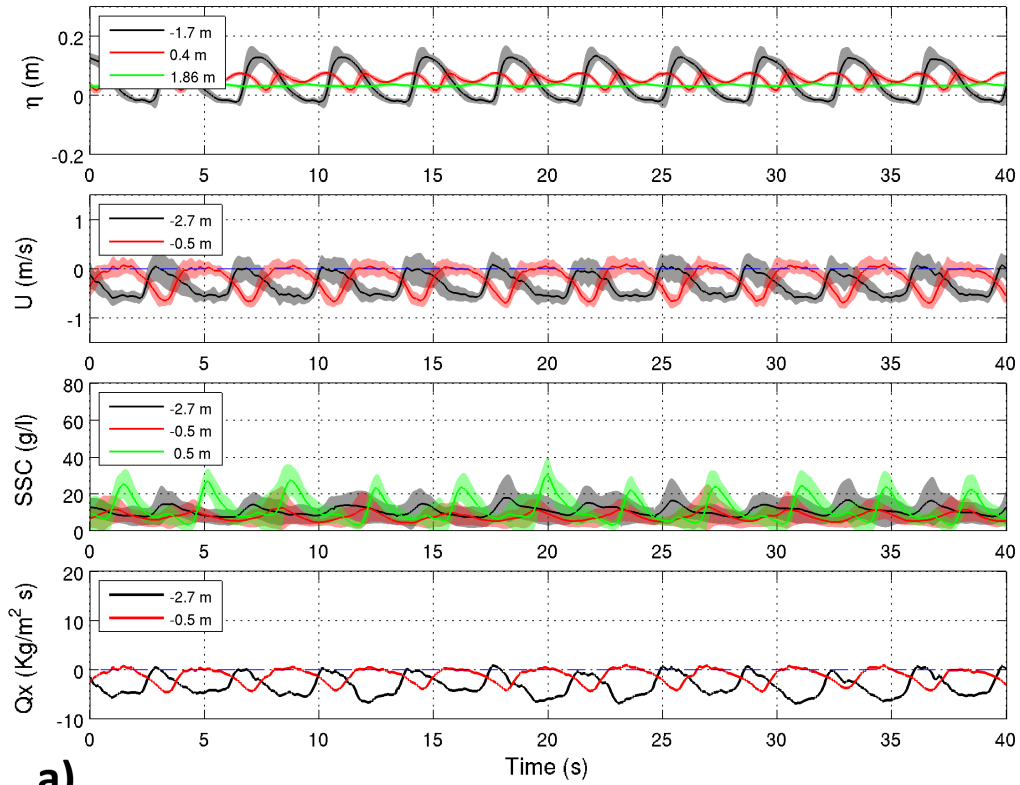 η (m)
0.2
0
-0.2
-1.7 m
0.4 m
1.86 m
0 5 10 15 20 25 30 35 40
U (m/s)
1
0
-1
-2.7 m
-0.5 m
0 5 10 15 20 25 30 35 40
SSC (g/l)
80
60
40
20
0
-2.7 m
-0.5 m
0.5 m
0 5 10 15 20 25 30 35 40
Qx (Kg/m² s)
20
10
0
-10
-2.7 m
-0.5 m
0 5 10 15 20 25 30 35 40
Time (s)
a)